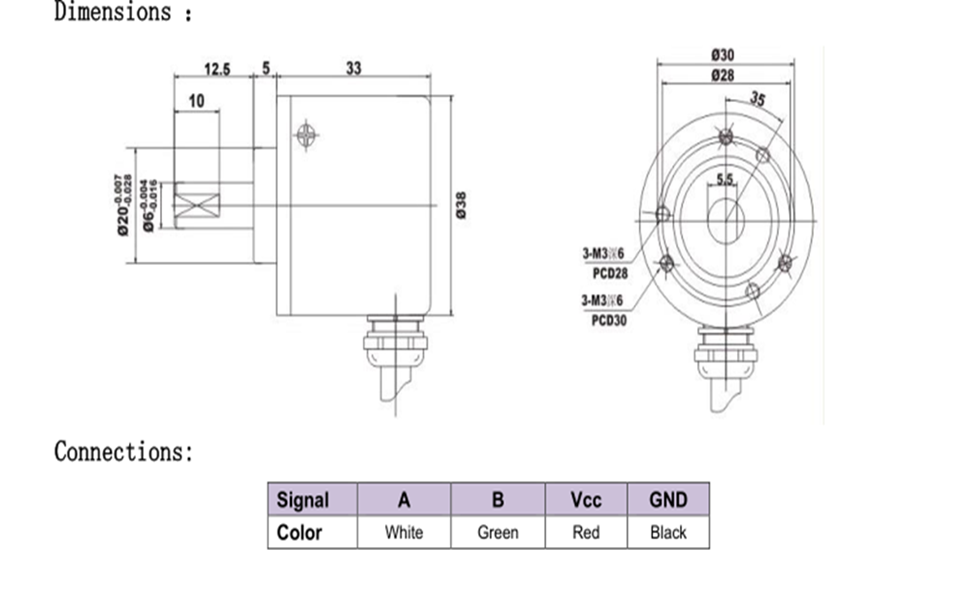 Dimensions :
12.5 5 33
10
Ø20-0.007
-0.028
Ø6-0.004
-0.016
Ø38
Ø30
Ø28
35
5.5
3-M3 6
PCD28
3-M3 6
PCD30
Connections:
Signal A B Vcc GND
Color White Green Red Black